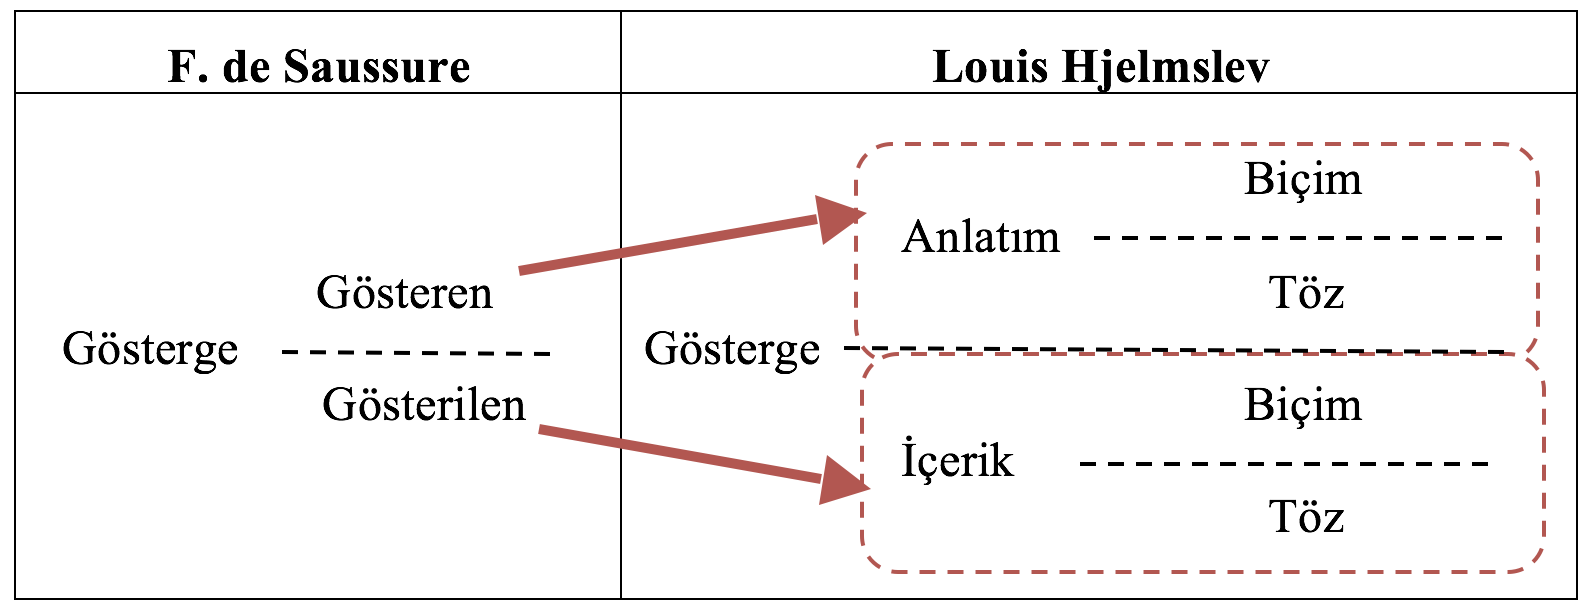 F. de Saussure
Louis Hjelmslev
Gösteren
Gösterge
Gösterilen
Biçim
Anlatım
Töz
Gösterge
Biçim
İçerik
Töz